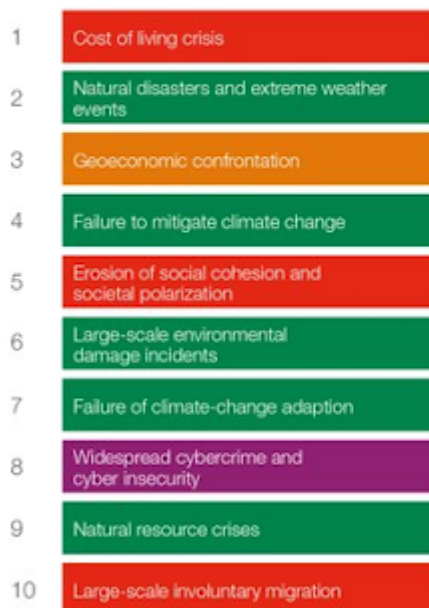 1 Cost of living crisis
2 Natural disasters and extreme weather
events
3 Geoeconomic confrontation
4 Failure to mitigate climate change
5 Erosion of social cohesion and
societal polarization
6 Large-scale environmental
damage incidents
7 Failure of climate-change adaption
8 Widespread cybercrime and
cyber insecurity
9 Natural resource crises
10 Large-scale involuntary migration